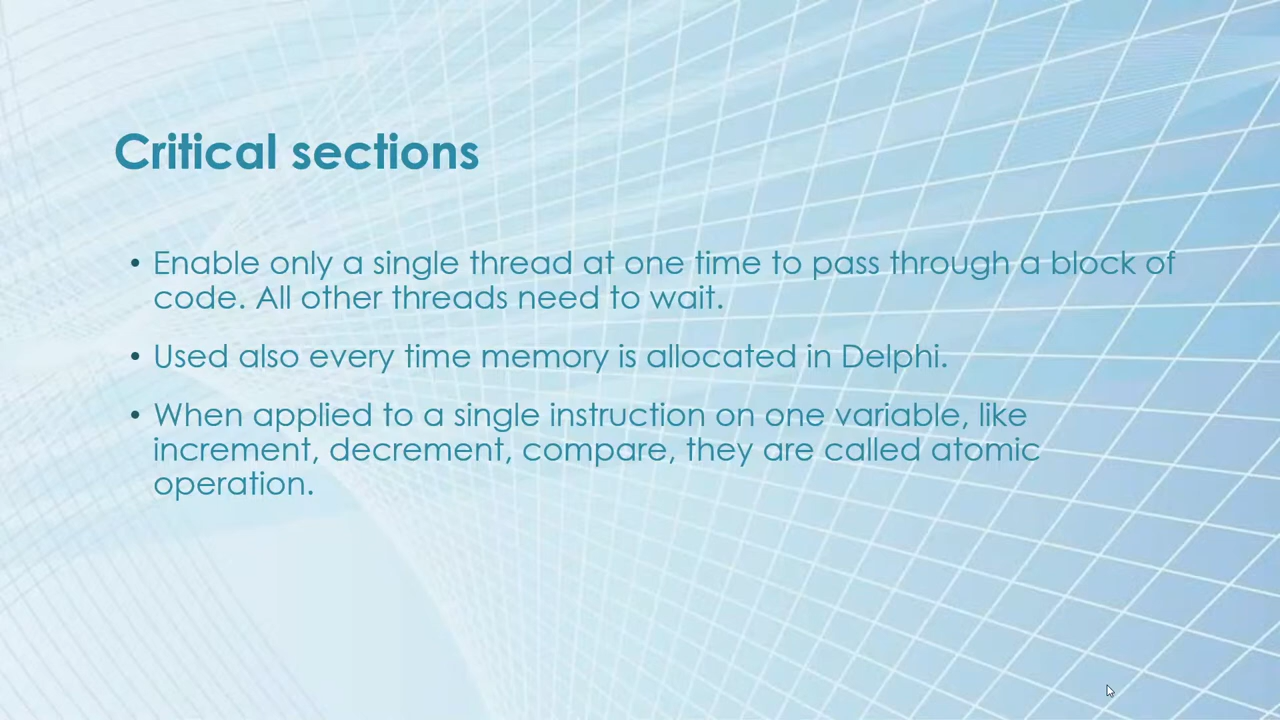 Critical sections
• Enable only a single thread at one time to pass through a block of
code. All other threads need to wait.
• Used also every time memory is allocated in Delphi.
• When applied to a single instruction on one variable, like
increment, decrement, compare, they are called atomic
operation.